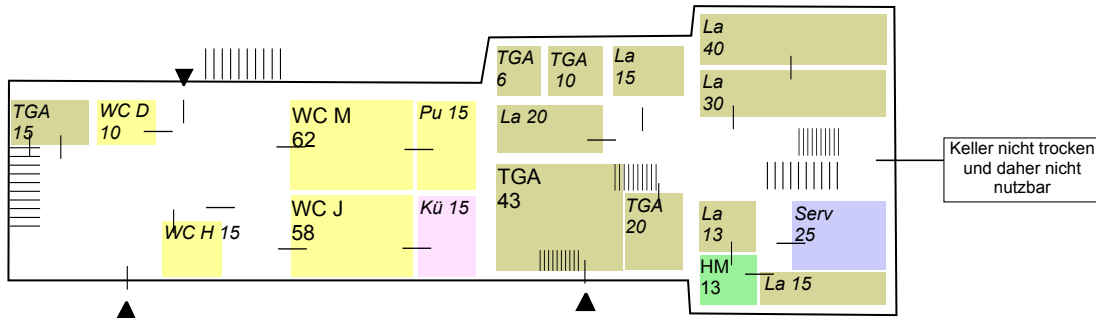 TGA
15
WC D
10
WC H 15
WC M
62
Pu 15
WC J
58
Kü 15
TGA
6
TGA
10
La
15
La 20
TGA
43
TGA
20
La
40
La
30
La
13
Serv
25
HM
13
La 15
Keller nicht trocken
und daher nicht
nutzbar